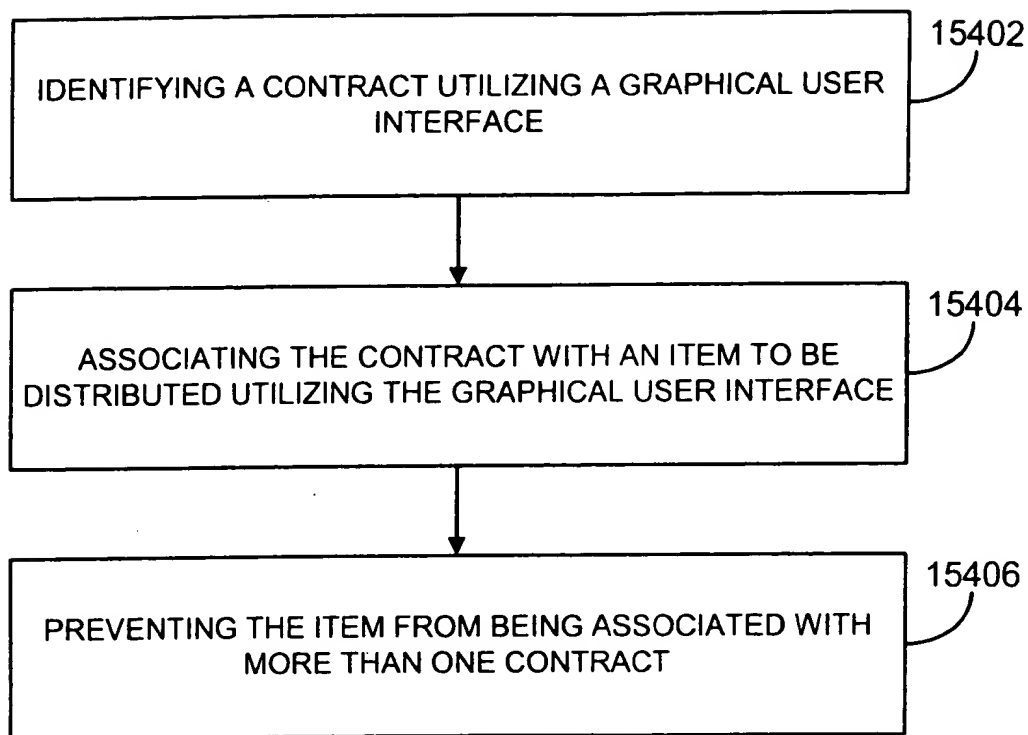 15402
IDENTIFYING A CONTRACT UTILIZING A GRAPHICAL USER
INTERFACE
15404
ASSOCIATING THE CONTRACT WITH AN ITEM TO BE
DISTRIBUTED UTILIZING THE GRAPHICAL USER INTERFACE
15406
PREVENTING THE ITEM FROM BEING ASSOCIATED WITH
MORE THAN ONE CONTRACT